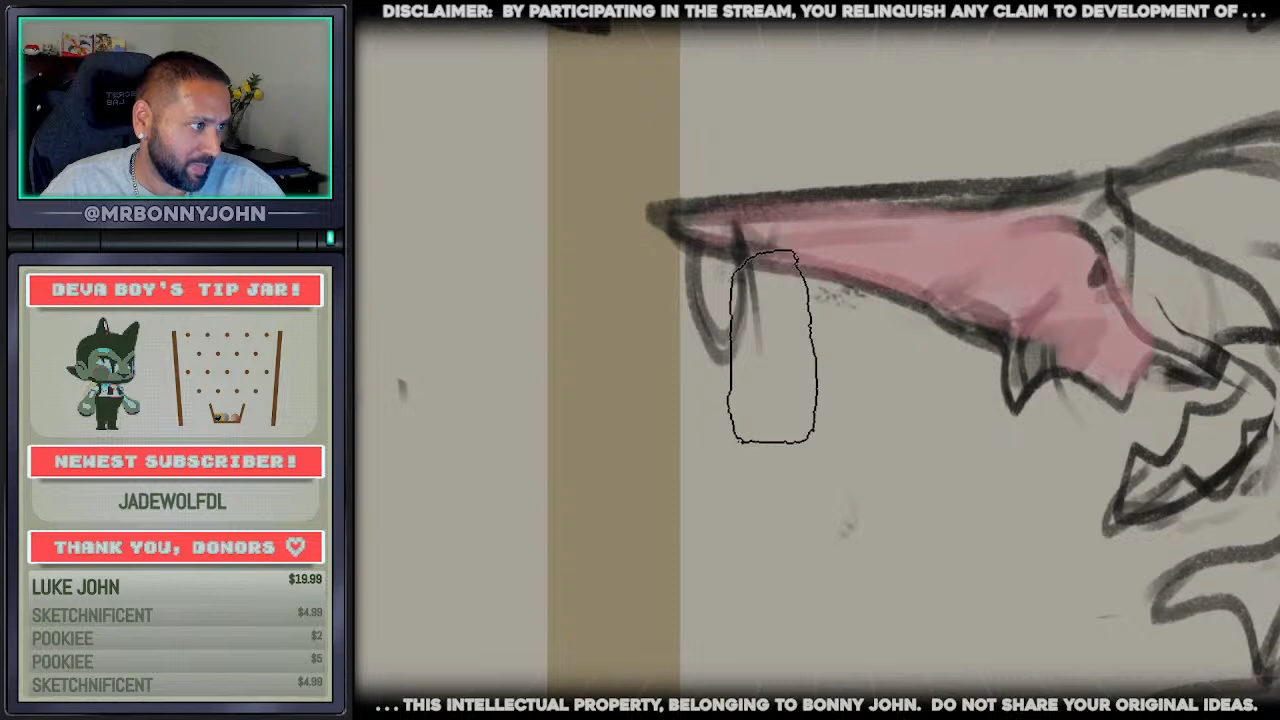 DISCLAIMER: BY PARTICIPATING IN THE STREAM, YOU RELINQUISH ANY CLAIM TO DEVELOPMENT OF . . .
@MRBONNYJOHN
DEVA BOY'S TIP JAR!
NEWEST SUBSCRIBER!
JADEWOLFDL
THANK YOU, DONORS ♡
LUKE JOHN $19.99
SKETCHNIFICENT $4.99
POOKIEE $2
POOKIEE $5
SKETCHNIFICENT $4.99
. . . THIS INTELLECTUAL PROPERTY, BELONGING TO BONNY JOHN. DO NOT SHARE YOUR ORIGINAL IDEAS.